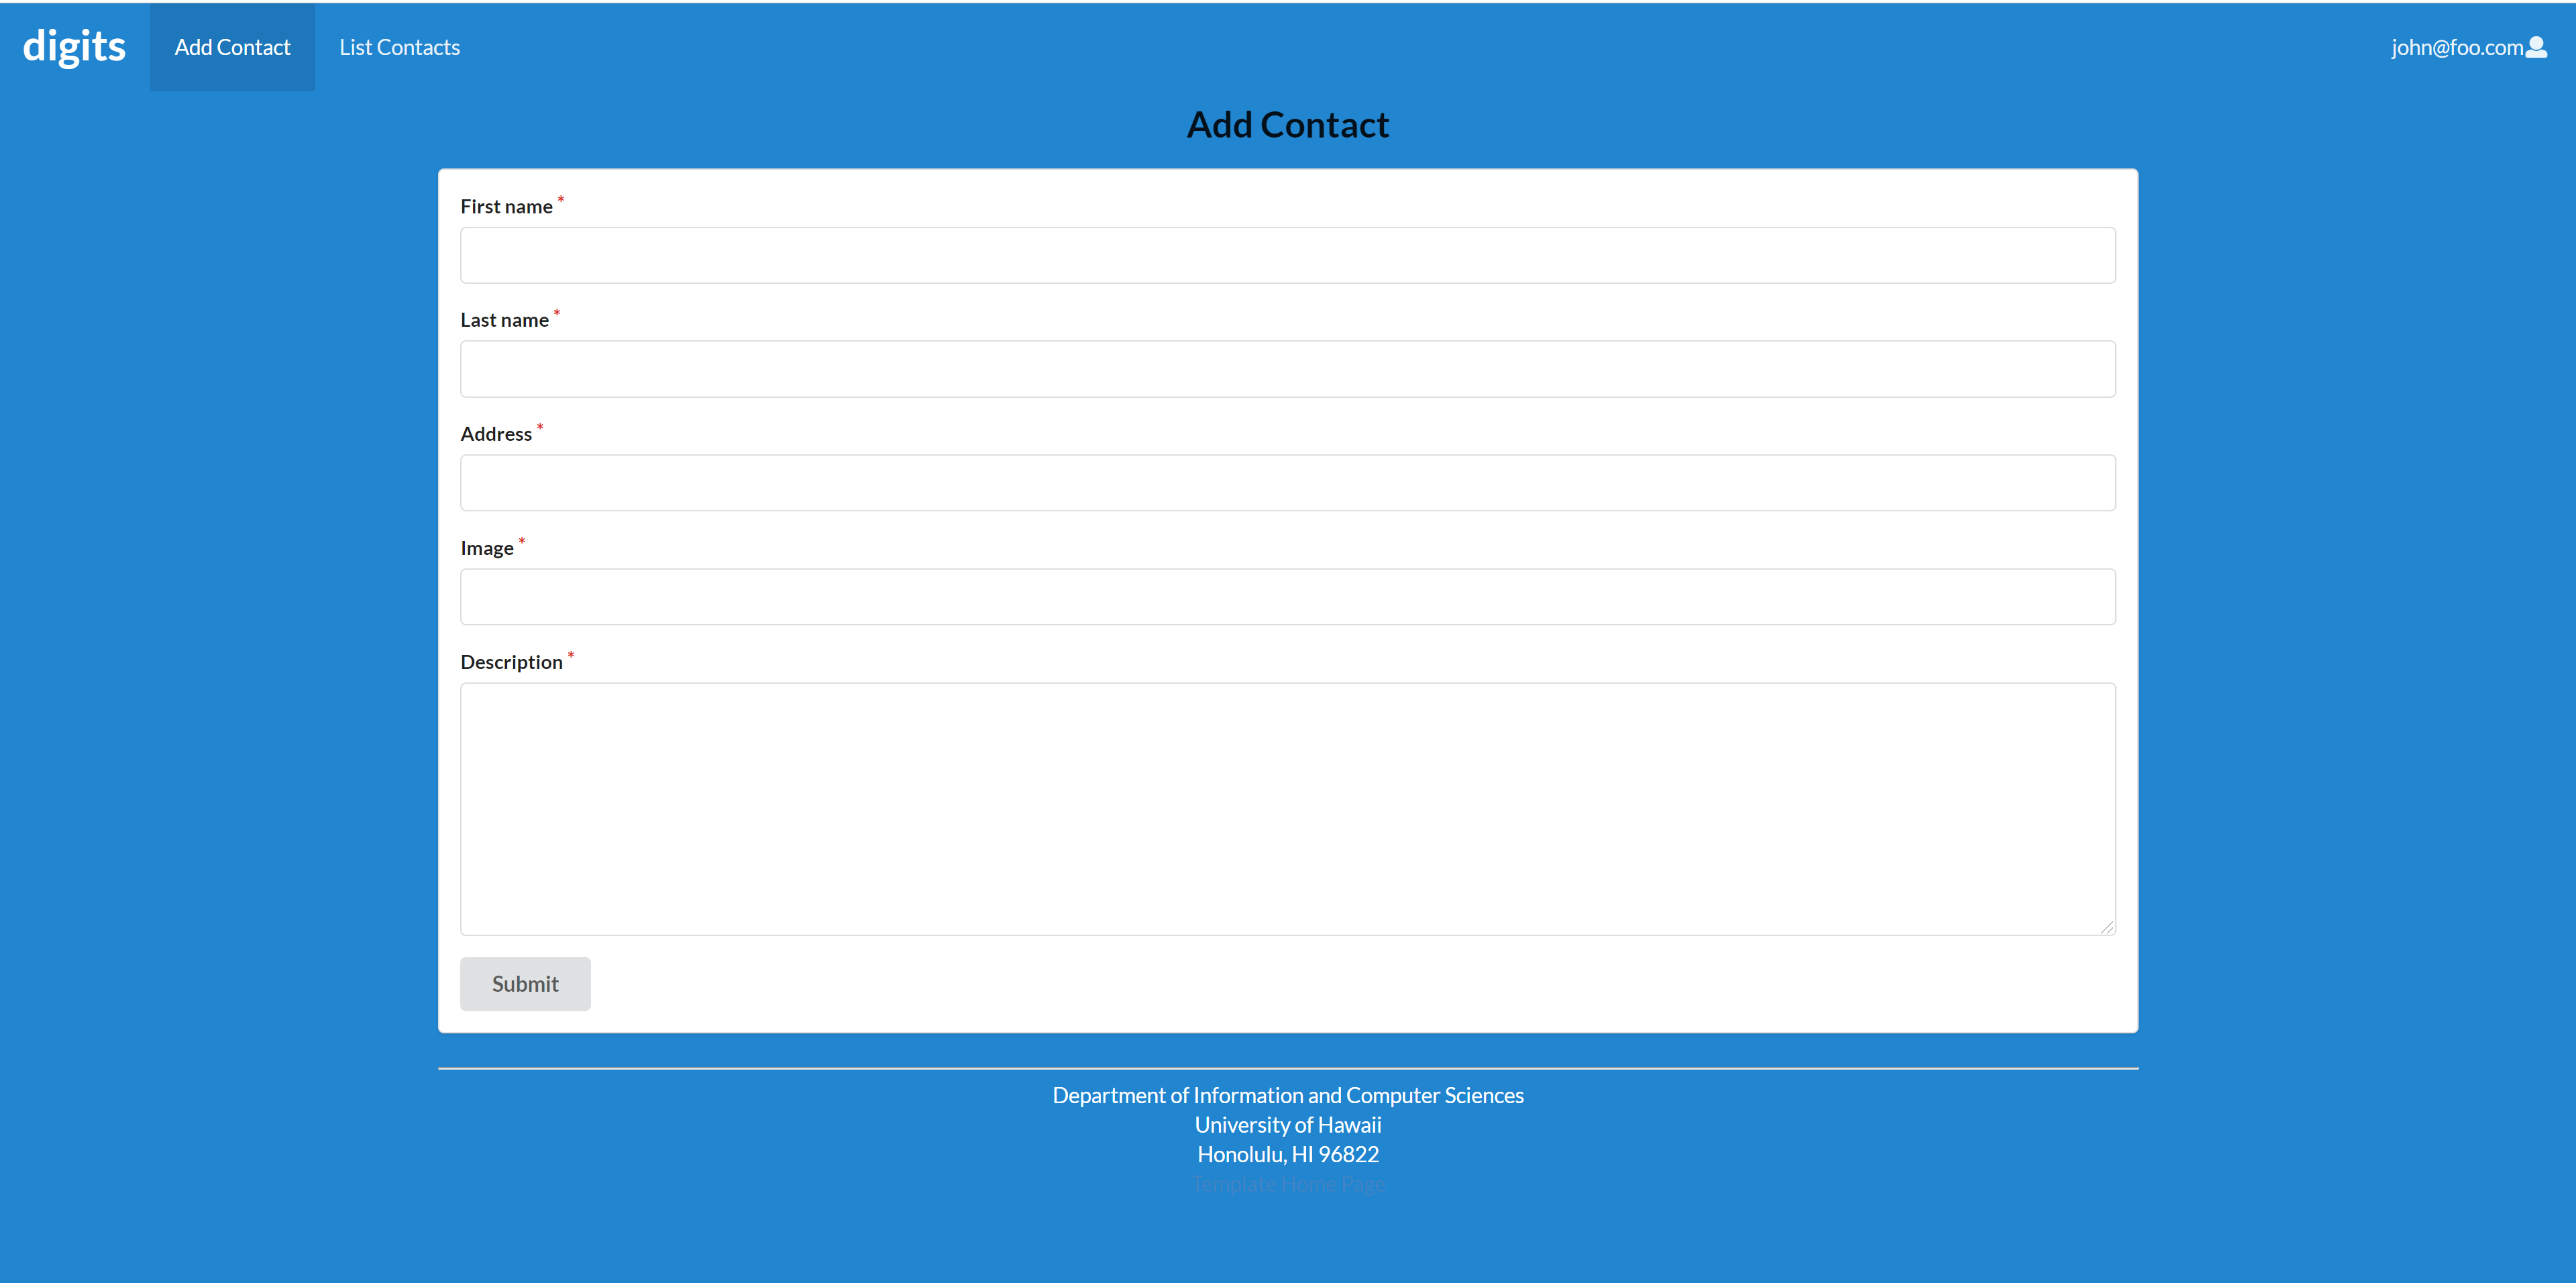 digits Add Contact List Contacts john@foo.com
Add Contact
First name *
Last name *
Address *
Image *
Description *
Submit
Department of Information and Computer Sciences
University of Hawaii
Honolulu, HI 96822
Template Home Page